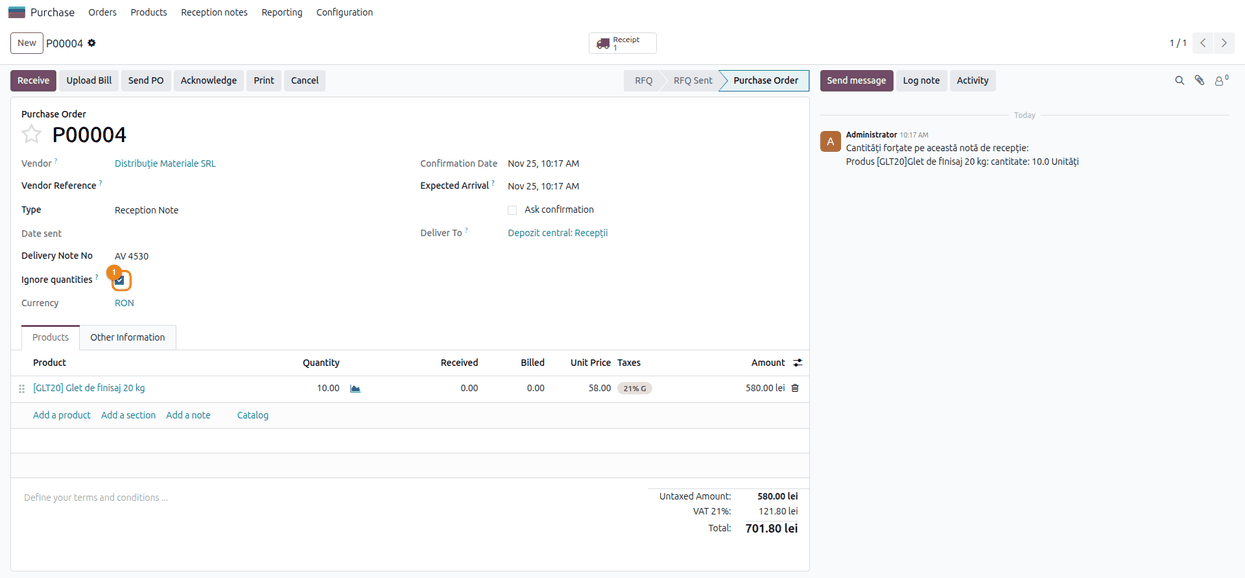 Purchase Orders Products Reception notes Reporting Configuration
New P00004 Receipt 1 1 / 1
Receive Upload Bill Send PO Acknowledge Print Cancel RFQ RFQ Sent Purchase Order Send message Log note Activity 0
Today
Purchase Order
P00004
A Administrator 10:17 AM
Cantități forțate pe această notă de recepție:
Produs [GLT20]Glet de finisaj 20 kg: cantitate: 10.0 Unități
Vendor ? Distribuție Materiale SRL Confirmation Date Nov 25, 10:17 AM
Vendor Reference ? Expected Arrival ? Nov 25, 10:17 AM
Type Reception Note Ask confirmation
Date sent Deliver To ? Depozit central: Recepții
Delivery Note No AV 4530
Ignore quantities ? 1
Currency RON
Products Other Information
Product Quantity Received Billed Unit Price Taxes Amount
[GLT20] Glet de finisaj 20 kg 10.00 0.00 0.00 58.00 21% G 580.00 lei
Add a product Add a section Add a note Catalog
Define your terms and conditions ... Untaxed Amount: 580.00 lei
VAT 21%: 121.80 lei
Total: 701.80 lei